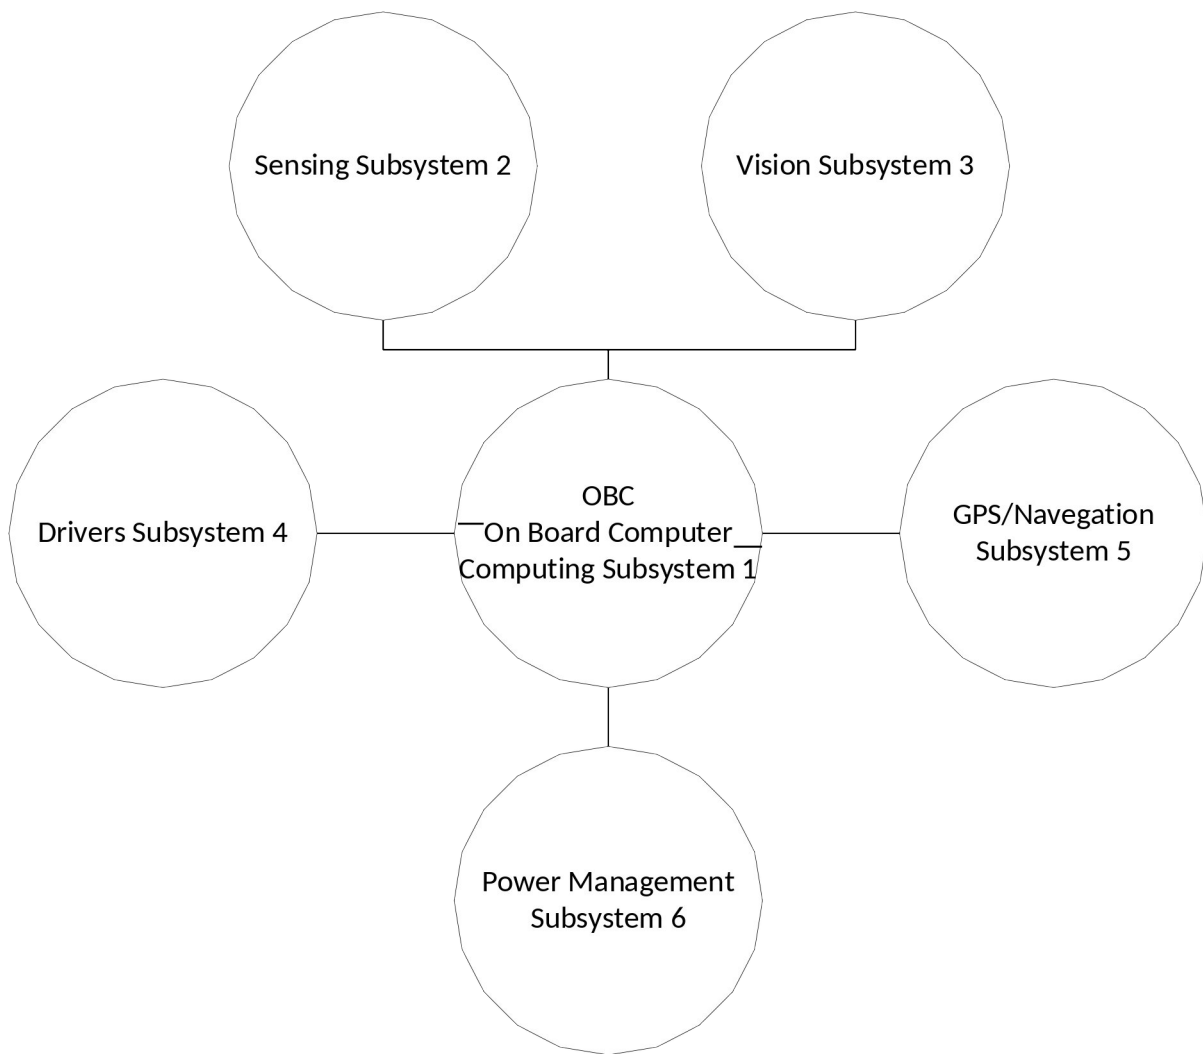 Sensing Subsystem 2
Vision Subsystem 3
Drivers Subsystem 4
OBC
On Board Computer
Computing Subsystem 1
GPS/Navegation
Subsystem 5
Power Management
Subsystem 6